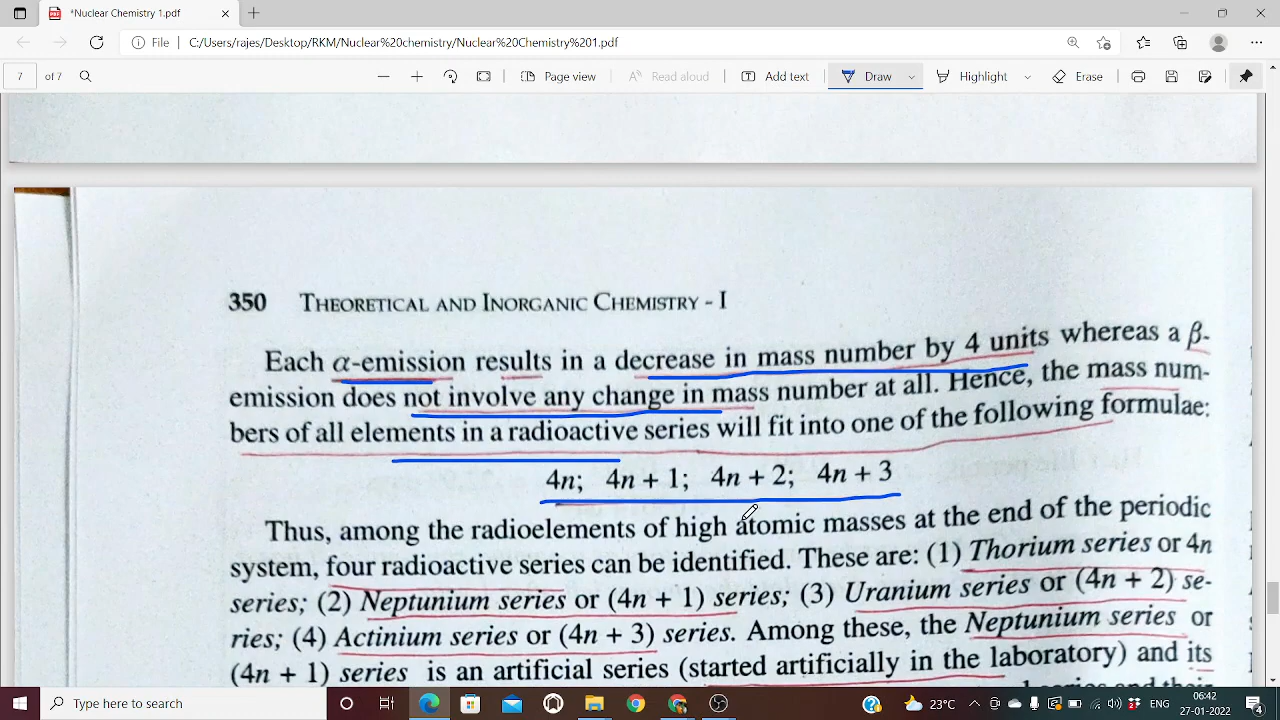 *Nuclear Chemistry 1.pdf
File
C:/Users/rajes/Desktop/RKM/Nuclear%20chemistry/Nuclear%20Chemistry%201.pdf
7 of 7
Page view
Read aloud
Add text
Draw
Highlight
Erase
350 THEORETICAL AND INORGANIC CHEMISTRY - I
Each α-emission results in a decrease in mass number by 4 units whereas a β-
emission does not involve any change in mass number at all. Hence, the mass num-
bers of all elements in a radioactive series will fit into one of the following formulae:
4n; 4n + 1; 4n + 2; 4n + 3
Thus, among the radioelements of high atomic masses at the end of the periodic
system, four radioactive series can be identified. These are: (1) Thorium series or 4n
series; (2) Neptunium series or (4n + 1) series; (3) Uranium series or (4n + 2) se-
ries; (4) Actinium series or (4n + 3) series. Among these, the Neptunium series or
(4n + 1) series is an artificial series (started artificially in the laboratory) and its
Type here to search
23°C
ENG
06:42
27-01-2022